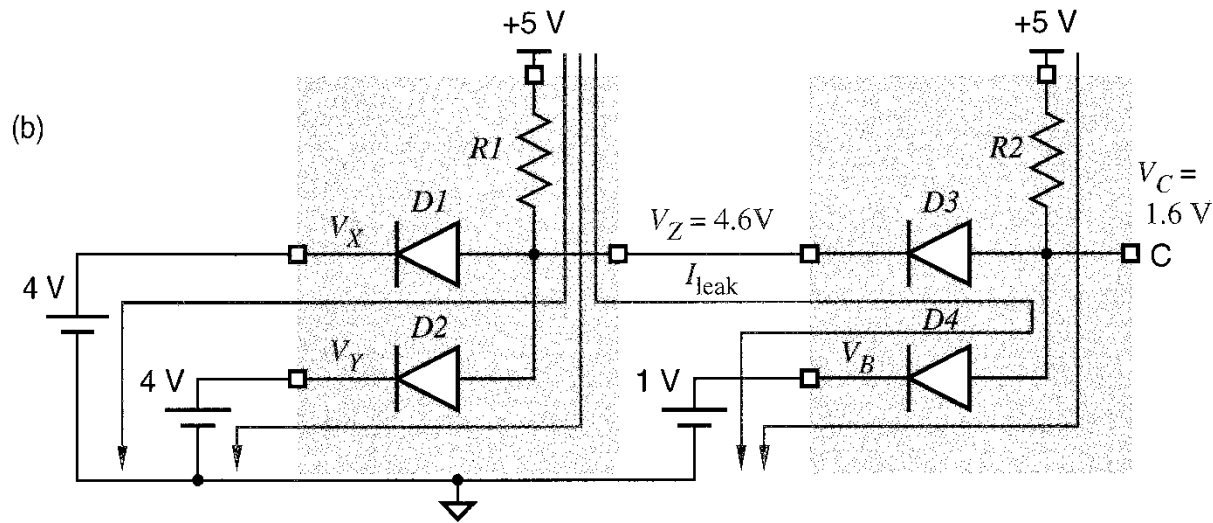 +5 V
+5 V
(b)
R1
R2
V_C =
1.6 V
D1
D3
V_X
V_Z = 4.6V
C
4 V
I_leak
D2
D4
V_Y
V_B
4 V
1 V